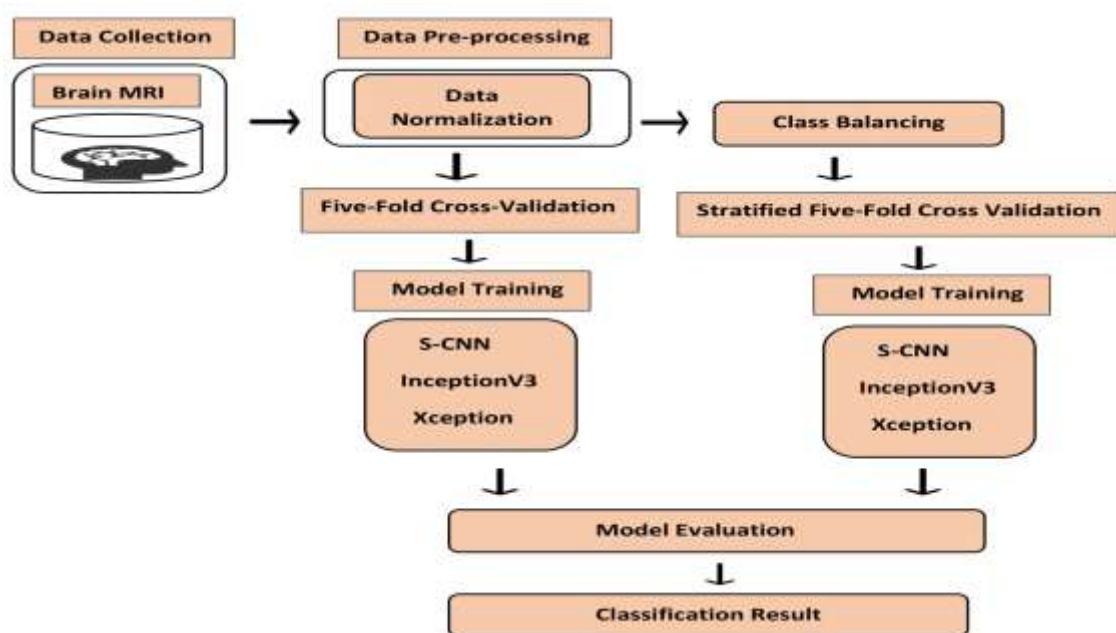 Data Collection
Data Pre-processing
Brain MRI
Data
Normalization
Class Balancing
Five-Fold Cross-Validation
Stratified Five-Fold Cross Validation
Model Training
Model Training
S-CNN
InceptionV3
Xception
S-CNN
InceptionV3
Xception
Model Evaluation
Classification Result